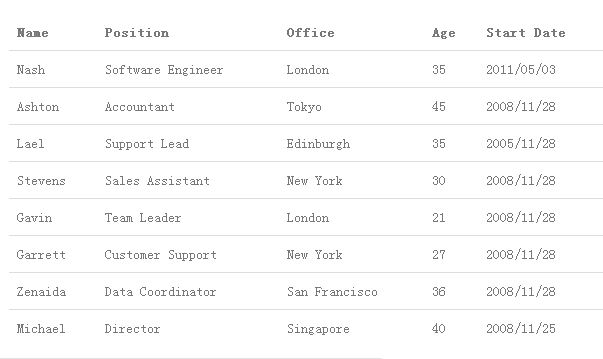 Name Position Office Age Start Date
Nash Software Engineer London 35 2011/05/03
Ashton Accountant Tokyo 45 2008/11/28
Lael Support Lead Edinburgh 35 2005/11/28
Stevens Sales Assistant New York 30 2008/11/28
Gavin Team Leader London 21 2008/11/28
Garrett Customer Support New York 27 2008/11/28
Zenaida Data Coordinator San Francisco 36 2008/11/28
Michael Director Singapore 40 2008/11/25